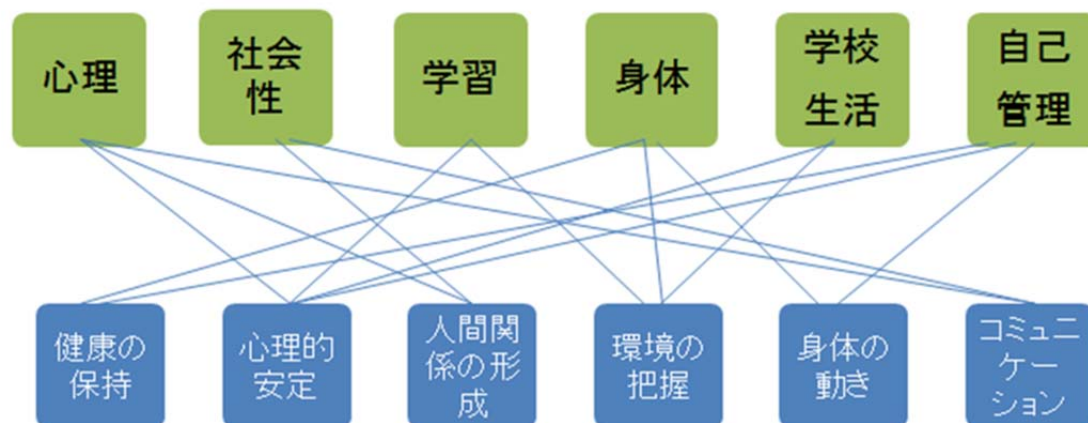 心理
社会
性
学習
身体
学校
生活
自己
管理
健康の
保持
心理的
安定
人間関
係の形
成
環境の
把握
身体の
動き
コミュニ
ケー
ション